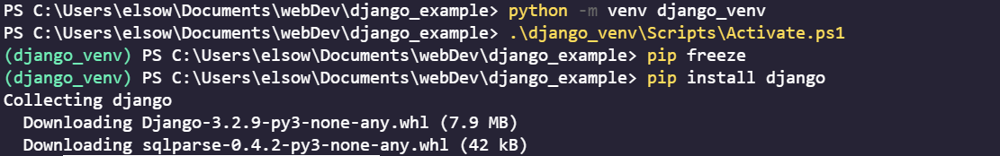 PS C:\Users\elsow\Documents\webDev\django_example> python -m venv django_venv
PS C:\Users\elsow\Documents\webDev\django_example> .\django_venv\Scripts\Activate.ps1
(django_venv) PS C:\Users\elsow\Documents\webDev\django_example> pip freeze
(django_venv) PS C:\Users\elsow\Documents\webDev\django_example> pip install django
Collecting django
  Downloading Django-3.2.9-py3-none-any.whl (7.9 MB)
  Downloading sqlparse-0.4.2-py3-none-any.whl (42 kB)